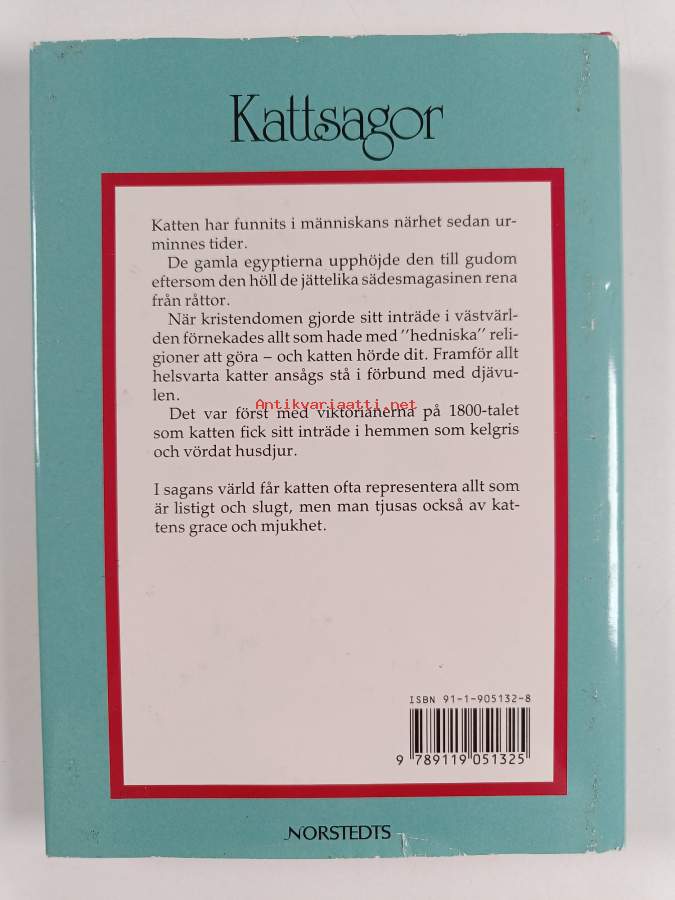 Kattsagor
Katten har funnits i människans närhet sedan ur-
minnes tider.
De gamla egyptierna upphöjde den till gudom
eftersom den höll de jättelika sädesmagasinen rena
från råttor.
När kristendomen gjorde sitt inträde i västvärl-
den förnekades allt som hade med ”hedniska” reli-
gioner att göra – och katten hörde dit. Framför allt
helsvarta katter ansågs stå i förbund med djävu-
len.
Antikvariaatti.net
Det var först med viktorianerna på 1800-talet
som katten fick sitt inträde i hemmen som kelgris
och vördat husdjur.
I sagans värld får katten ofta representera allt som
är listigt och slugt, men man tjusas också av kat-
tens grace och mjukhet.
ISBN 91-1-905132-8
9 789119 051325
NORSTEDTS